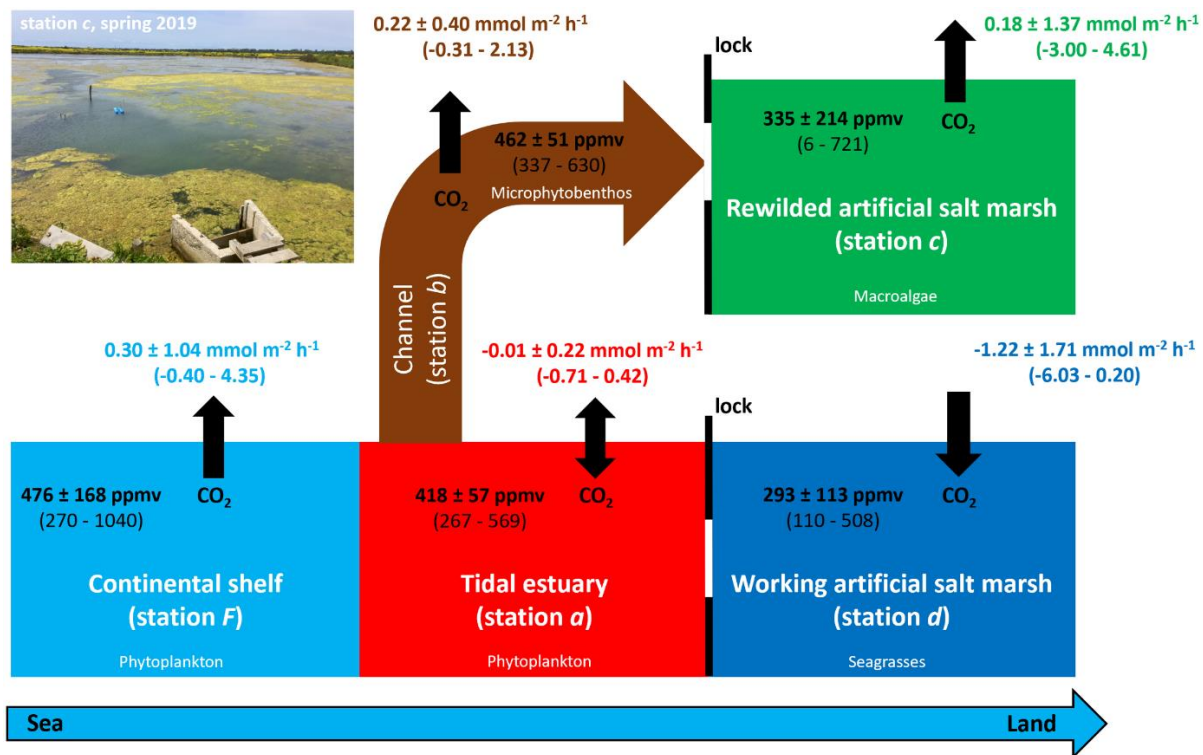 station c, spring 2019
0.22 ± 0.40 mmol m⁻² h⁻¹
(-0.31 - 2.13)
lock
0.18 ± 1.37 mmol m⁻² h⁻¹
(-3.00 - 4.61)
462 ± 51 ppmv
(337 - 630)
CO₂
Microphytobenthos
Channel
(station b)
335 ± 214 ppmv
(6 - 721)
CO₂
Rewilded artificial salt marsh
(station c)
Macroalgae
0.30 ± 1.04 mmol m⁻² h⁻¹
(-0.40 - 4.35)
-0.01 ± 0.22 mmol m⁻² h⁻¹
(-0.71 - 0.42)
-1.22 ± 1.71 mmol m⁻² h⁻¹
(-6.03 - 0.20)
lock
476 ± 168 ppmv
(270 - 1040)
CO₂
Continental shelf
(station F)
Phytoplankton
418 ± 57 ppmv
(267 - 569)
CO₂
Tidal estuary
(station a)
Phytoplankton
293 ± 113 ppmv
(110 - 508)
CO₂
Working artificial salt marsh
(station d)
Seagrasses
Sea
Land